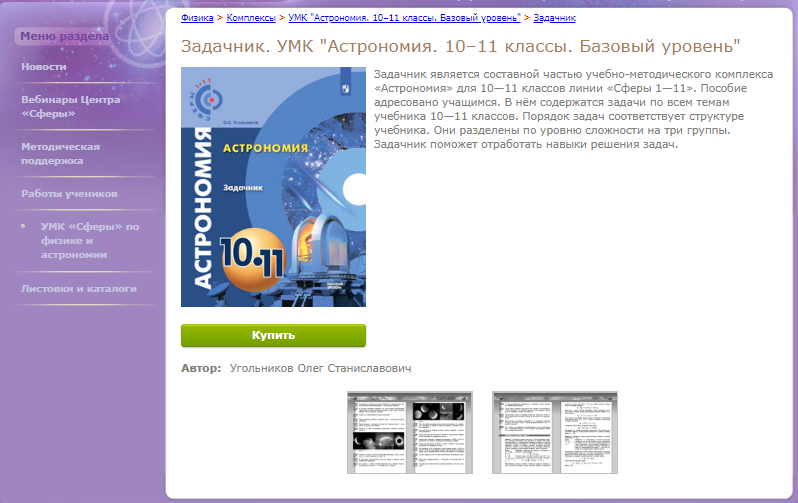 Меню раздела
Новости
Вебинары Центра
«Сферы»
Методическая
поддержка
Работы учеников
УМК «Сферы» по
физике и
астрономии
Листовки и каталоги
Физика > Комплексы > УМК "Астрономия. 10–11 классы. Базовый уровень" > Задачник
Задачник. УМК "Астрономия. 10–11 классы. Базовый уровень"
О.С. Угольников
АСТРОНОМИЯ
АСТРОНОМИЯ
Задачник
10-11
БАЗОВЫЙ
УРОВЕНЬ
Задачник является составной частью учебно-методического комплекса
«Астрономия» для 10—11 классов линии «Сферы 1—11». Пособие
адресовано учащимся. В нём содержатся задачи по всем темам
учебника 10—11 классов. Порядок задач соответствует структуре
учебника. Они разделены по уровню сложности на три группы.
Задачник поможет отработать навыки решения задач.
Купить
Автор: Угольников Олег Станиславович